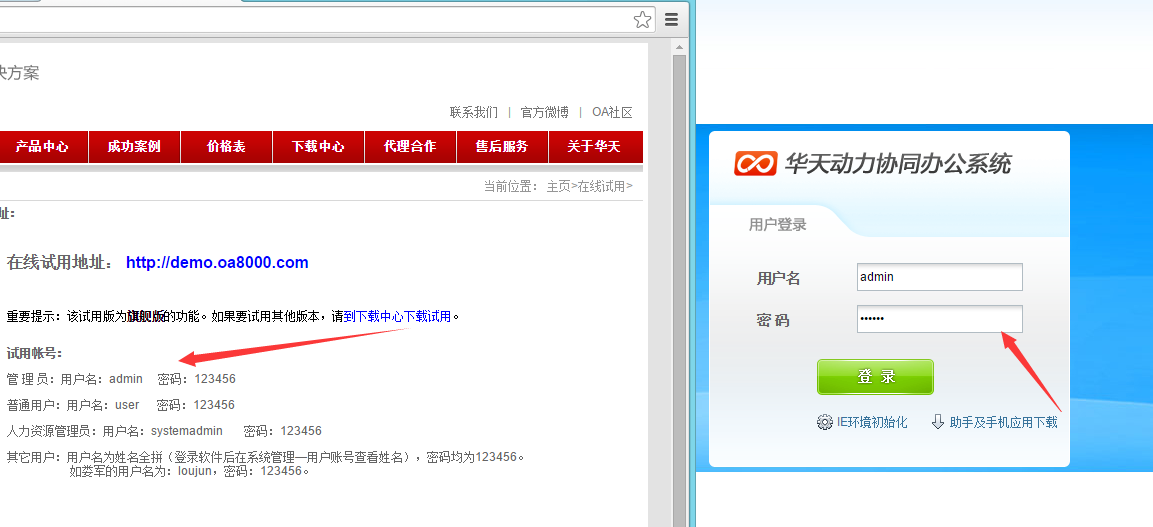 决方案
联系我们 | 官方微博 | OA社区
产品中心 成功案例 价格表 下载中心 代理合作 售后服务 关于华天
当前位置： 主页>在线试用>
址：
在线试用地址： http://demo.oa8000.com
重要提示：该试用版为旗舰版的功能。如果要试用其他版本，请到下载中心下载试用。
试用帐号：
管 理 员：用户名：admin 密码：123456
普通用户：用户名：user 密码：123456
人力资源管理员：用户名：systemadmin 密码：123456
其它用户：用户名为姓名全拼（登录软件后在系统管理—用户账号查看姓名），密码均为123456。
如娄军的用户名为：loujun，密码：123456。
华天动力协同办公系统
用户登录
用户名 admin
密 码 ••••••
登 录
IE环境初始化 助手及手机应用下载